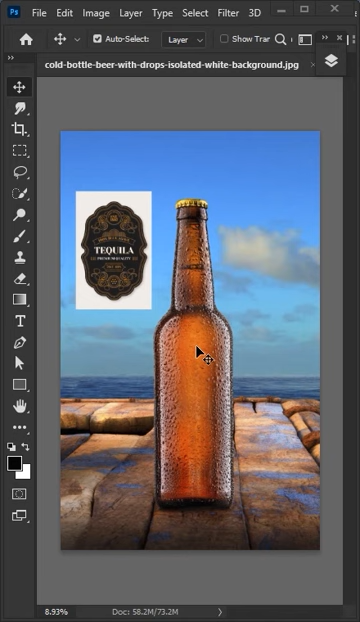 Ps File Edit Image Layer Type Select Filter 3D
Auto-Select: Layer Show Trar
cold-bottle-beer-with-drops-isolated-white-background.jpg
TEQUILA
PREMIUM QUALITY
T
8.93% Doc: 58.2M/73.2M